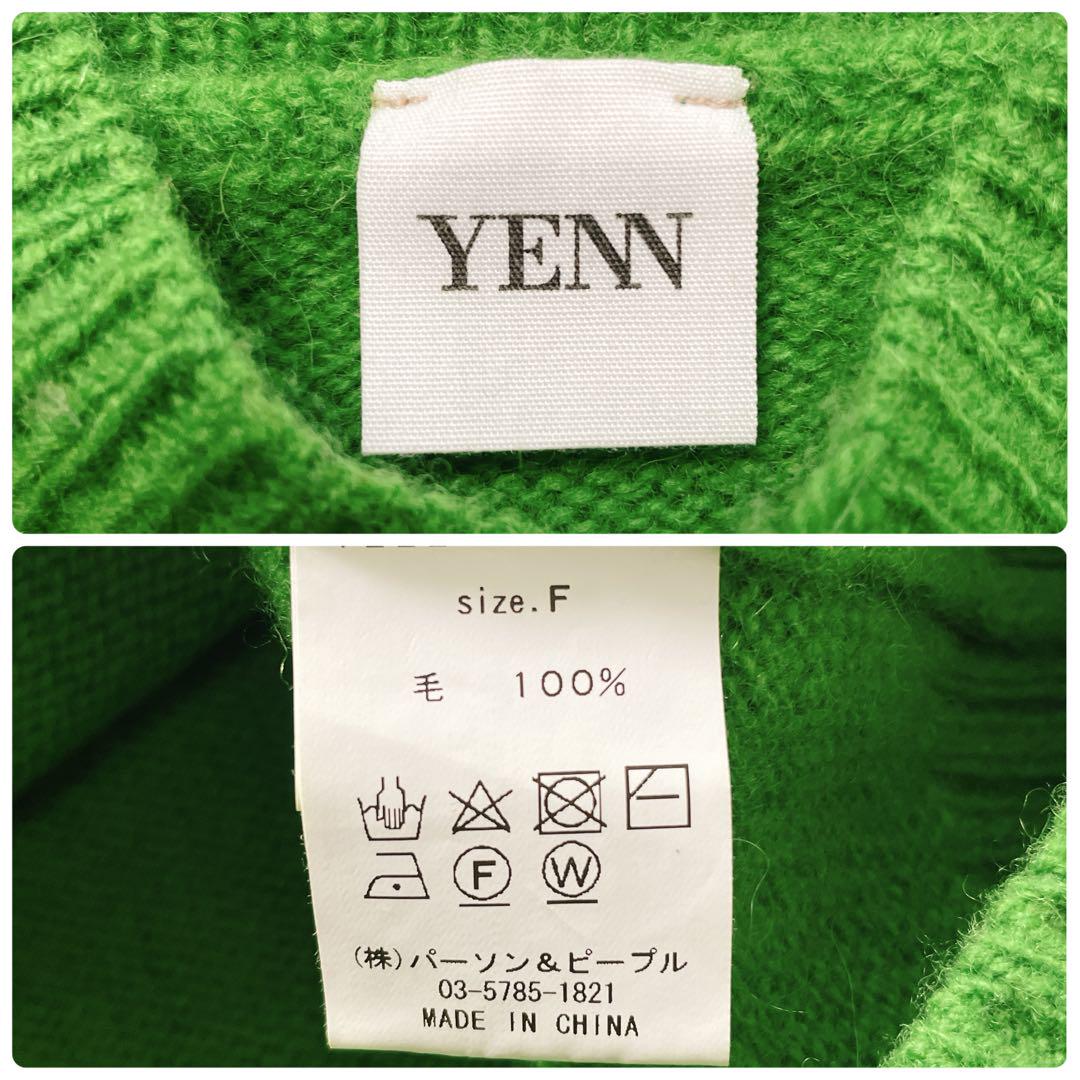 YENN
size.F
毛 100%
F W
(株)パーソン&ピープル
03-5785-1821
MADE IN CHINA